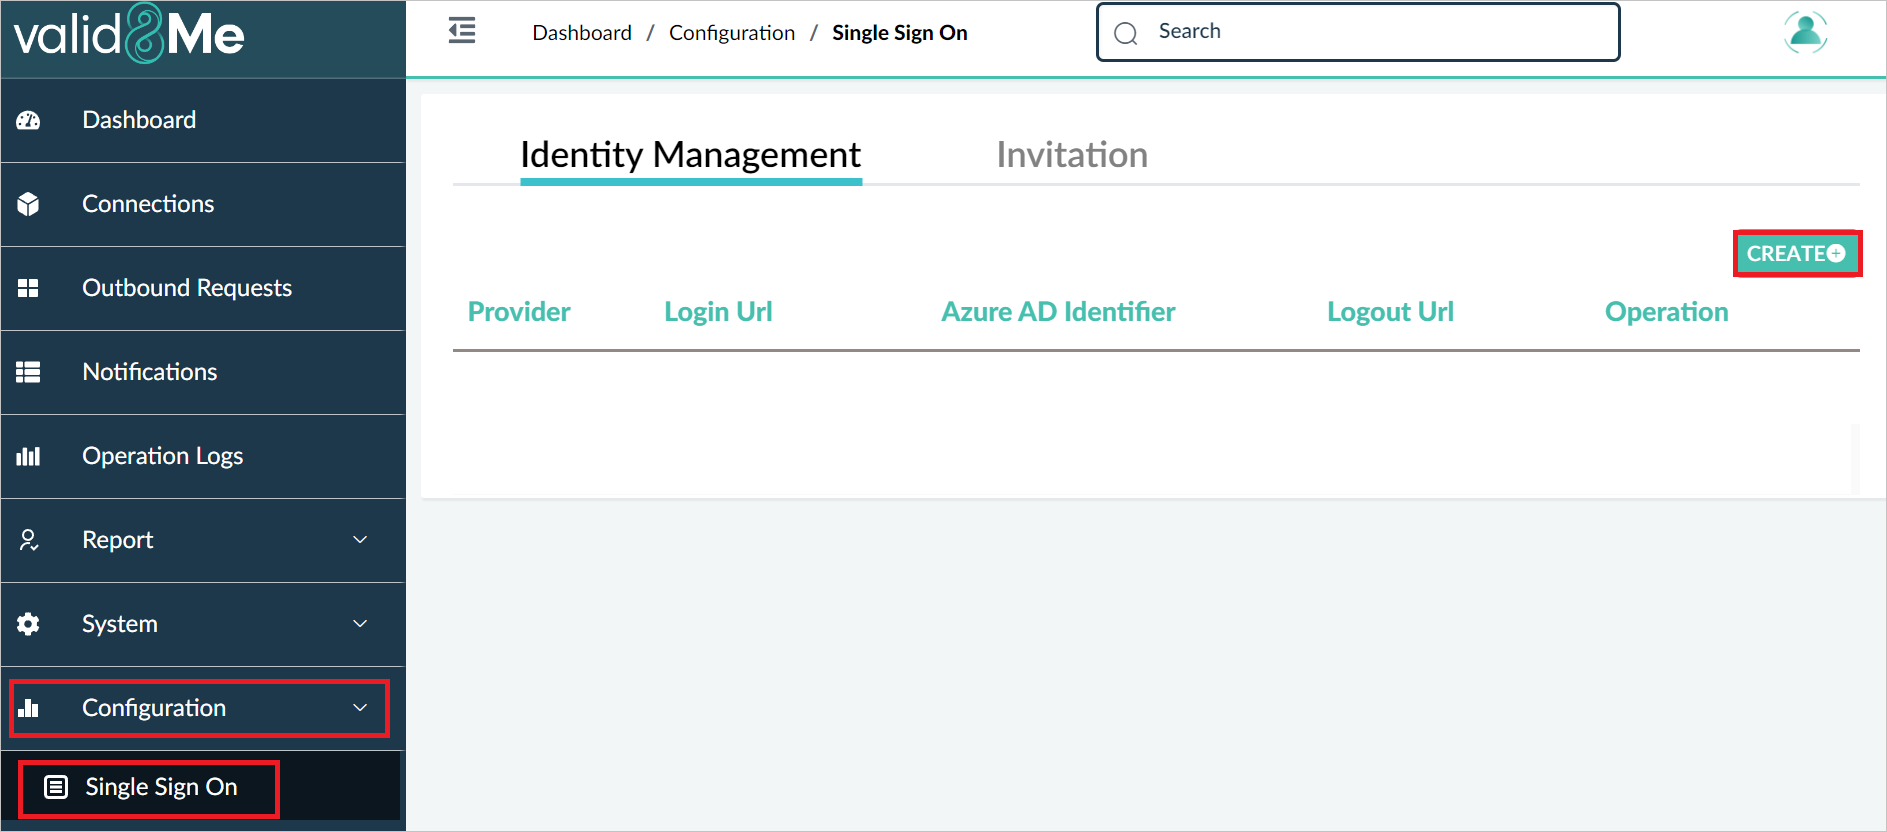 valid8Me
Dashboard / Configuration / Single Sign On
Search
Dashboard
Connections
Outbound Requests
Notifications
Operation Logs
Report
System
Configuration
Single Sign On
Identity Management
Invitation
CREATE
Provider
Login Url
Azure AD Identifier
Logout Url
Operation